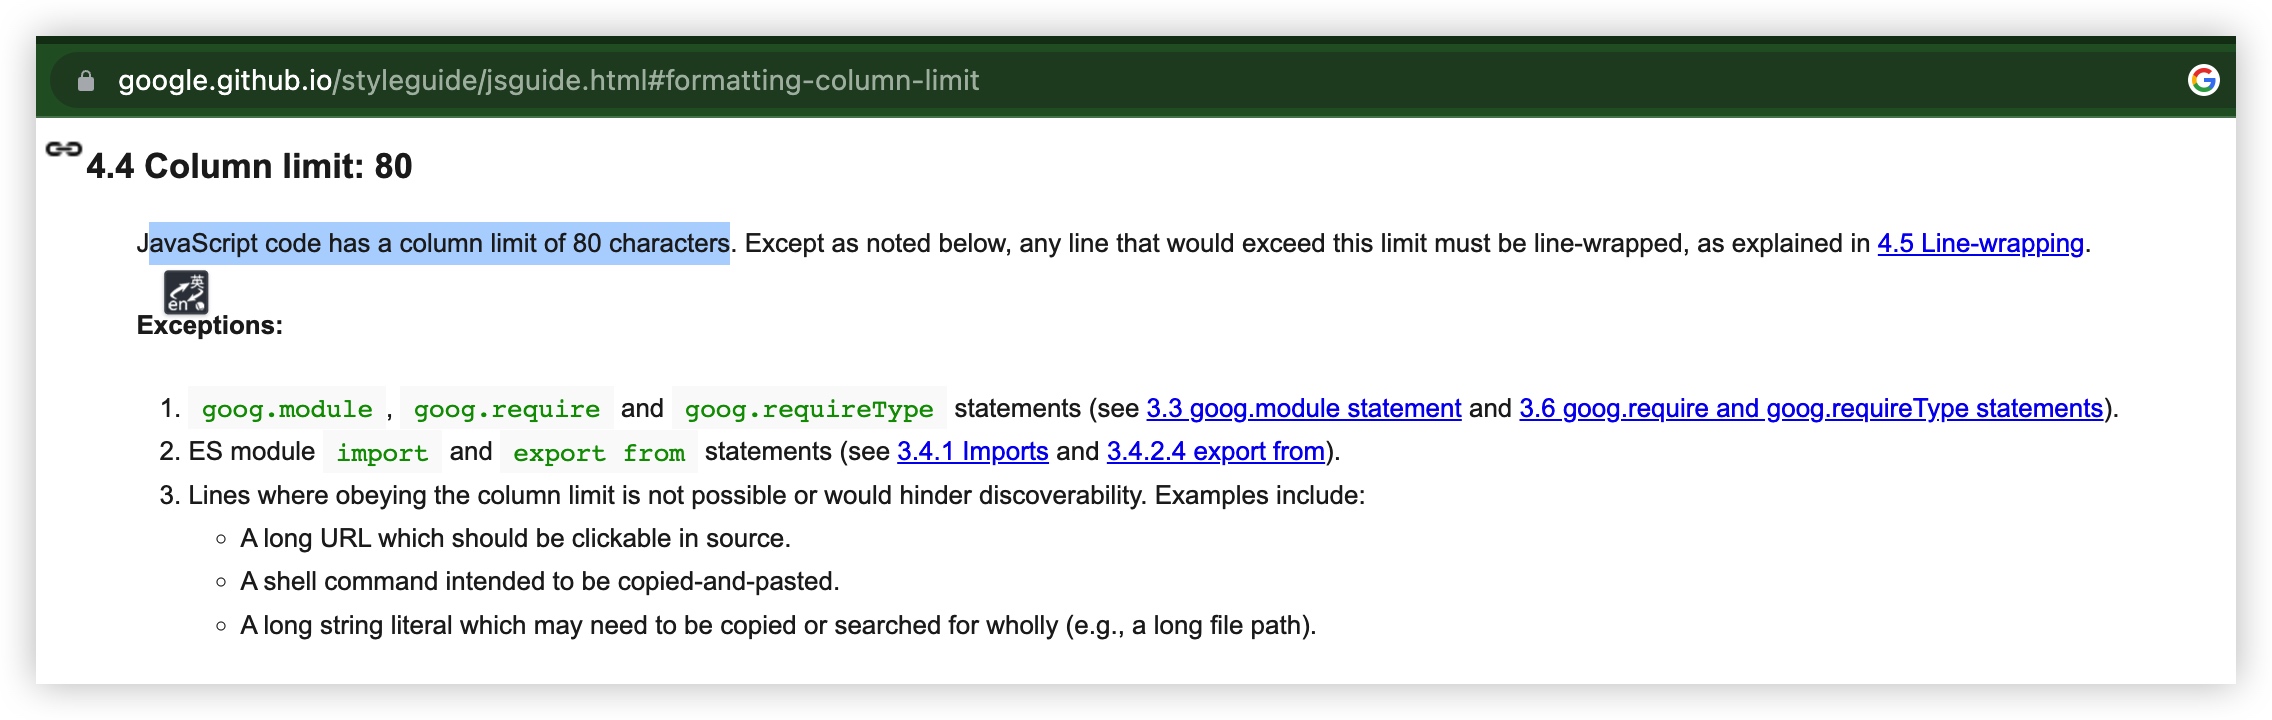 google.github.io/styleguide/jsguide.html#formatting-column-limit
4.4 Column limit: 80
JavaScript code has a column limit of 80 characters. Except as noted below, any line that would exceed this limit must be line-wrapped, as explained in 4.5 Line-wrapping.
英
en
Exceptions:
1. goog.module , goog.require and goog.requireType statements (see 3.3 goog.module statement and 3.6 goog.require and goog.requireType statements).
2. ES module import and export from statements (see 3.4.1 Imports and 3.4.2.4 export from).
3. Lines where obeying the column limit is not possible or would hinder discoverability. Examples include:
◦ A long URL which should be clickable in source.
◦ A shell command intended to be copied-and-pasted.
◦ A long string literal which may need to be copied or searched for wholly (e.g., a long file path).